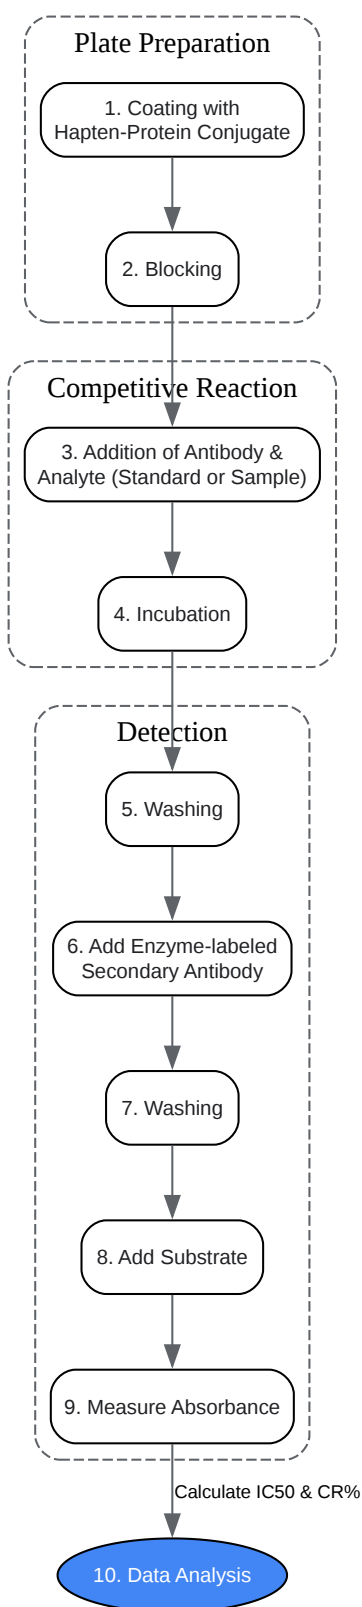 Plate Preparation
1. Coating with
Hapten-Protein Conjugate
2. Blocking
Competitive Reaction
3. Addition of Antibody &
Analyte (Standard or Sample)
4. Incubation
Detection
5. Washing
6. Add Enzyme-labeled
Secondary Antibody
7. Washing
8. Add Substrate
9. Measure Absorbance
Calculate IC50 & CR%
10. Data Analysis